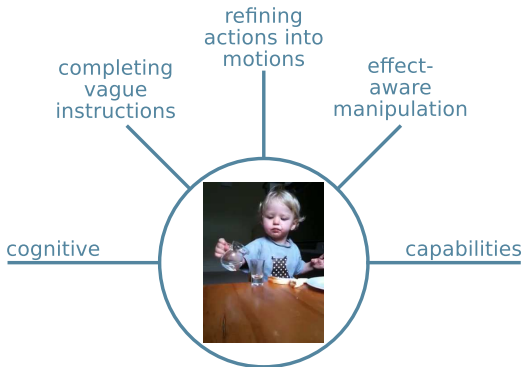 refining
actions into
motions
completing
vague
instructions
effect-
aware
manipulation
cognitive
capabilities